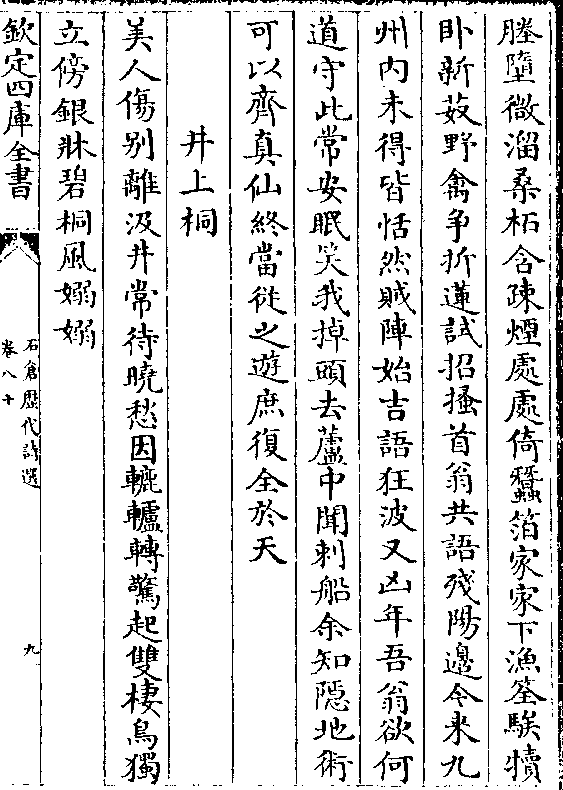 塍墮微溜桑柘含疎煙處處倚蠶箔家家下漁筌騃犢
卧新茇野禽争折蓮試招搔首翁共語殘陽邊今来九
州内未得皆恬然賊陣始吉語狂波又凶年吾翁欲何
道守此常安眠笑我掉頭去蘆中聞刺船余知隠地術
可以齊真仙終當從之遊庶復全於天
井上桐
美人傷别離汲井常待曉愁因轆轤轉驚起雙棲鳥獨
立傍銀牀碧桐風嫋嫋
欽定四庫全書
石倉歴代詩選
卷八十
九